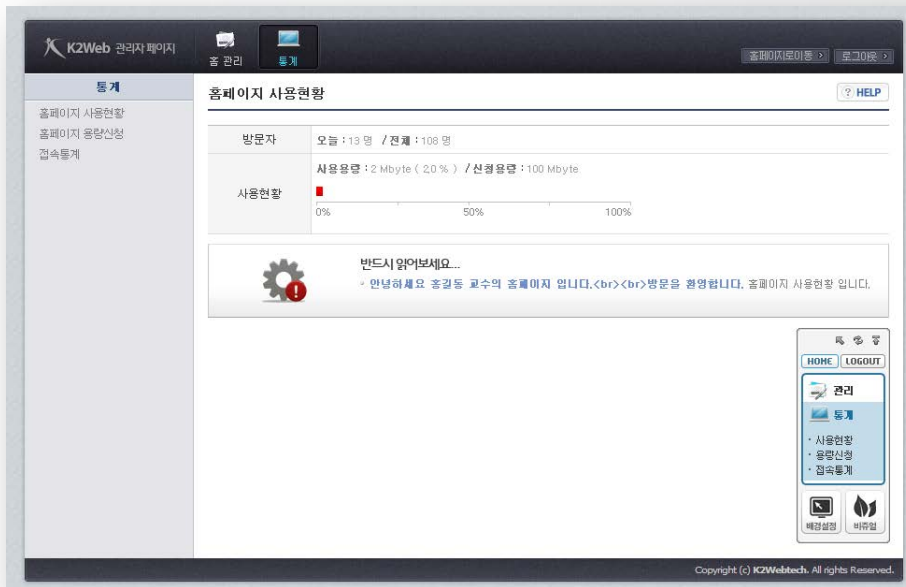 K2Web 관리자 페이지
홈 관리
통계
홈페이지로이동 >
로그아웃 >
통계
홈페이지 사용현황
홈페이지 용량신청
접속통계
홈페이지 사용현황
? HELP
방문자
오늘 : 13 명 / 전체 : 108 명
사용현황
사용용량 : 2 Mbyte ( 2.0 % ) / 신청용량 : 100 Mbyte
0% 50% 100%
반드시 읽어보세요...
안녕하세요 홍길동 교수의 홈페이지 입니다.<br><br>방문을 환영합니다. 홈페이지 사용현황 입니다.
HOME LOGOUT
관리
통계
· 사용현황
· 용량신청
· 접속통계
배경설정 비쥬얼
Copyright (c) K2Webtech. All rights Reserved.